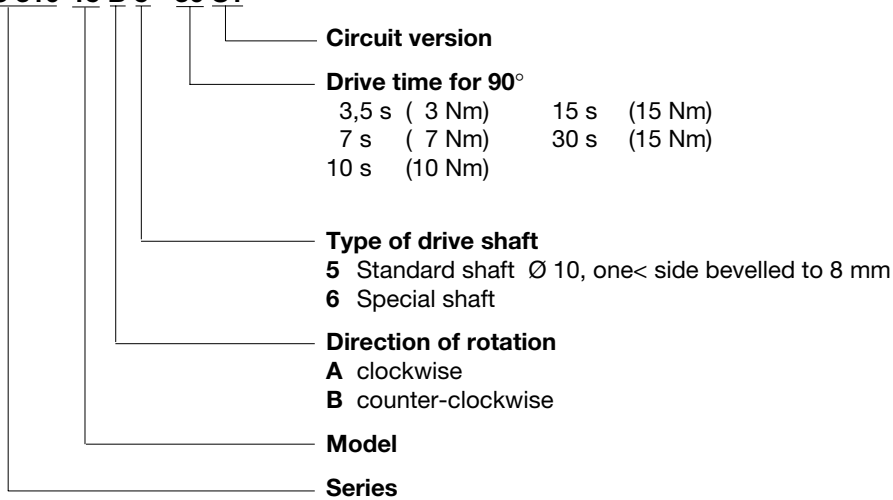 Circuit version
Drive time for 90°
3,5 s ( 3 Nm) 15 s (15 Nm)
7 s ( 7 Nm) 30 s (15 Nm)
10 s (10 Nm)
Type of drive shaft
5 Standard shaft Ø 10, one< side bevelled to 8 mm
6 Special shaft
Direction of rotation
A clockwise
B counter-clockwise
Model
Series